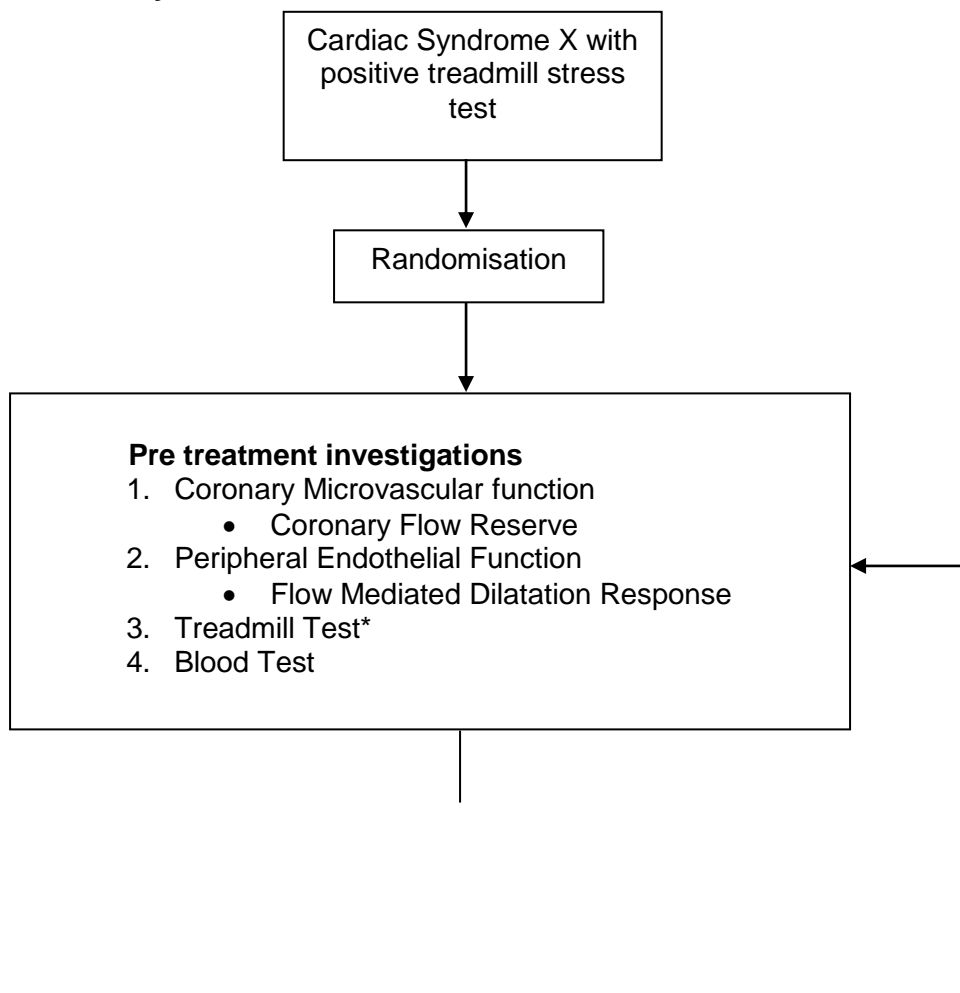 Cardiac Syndrome X with
positive treadmill stress
test
Randomisation
Pre treatment investigations
1. Coronary Microvascular function
• Coronary Flow Reserve
2. Peripheral Endothelial Function
• Flow Mediated Dilatation Response
3. Treadmill Test*
4. Blood Test